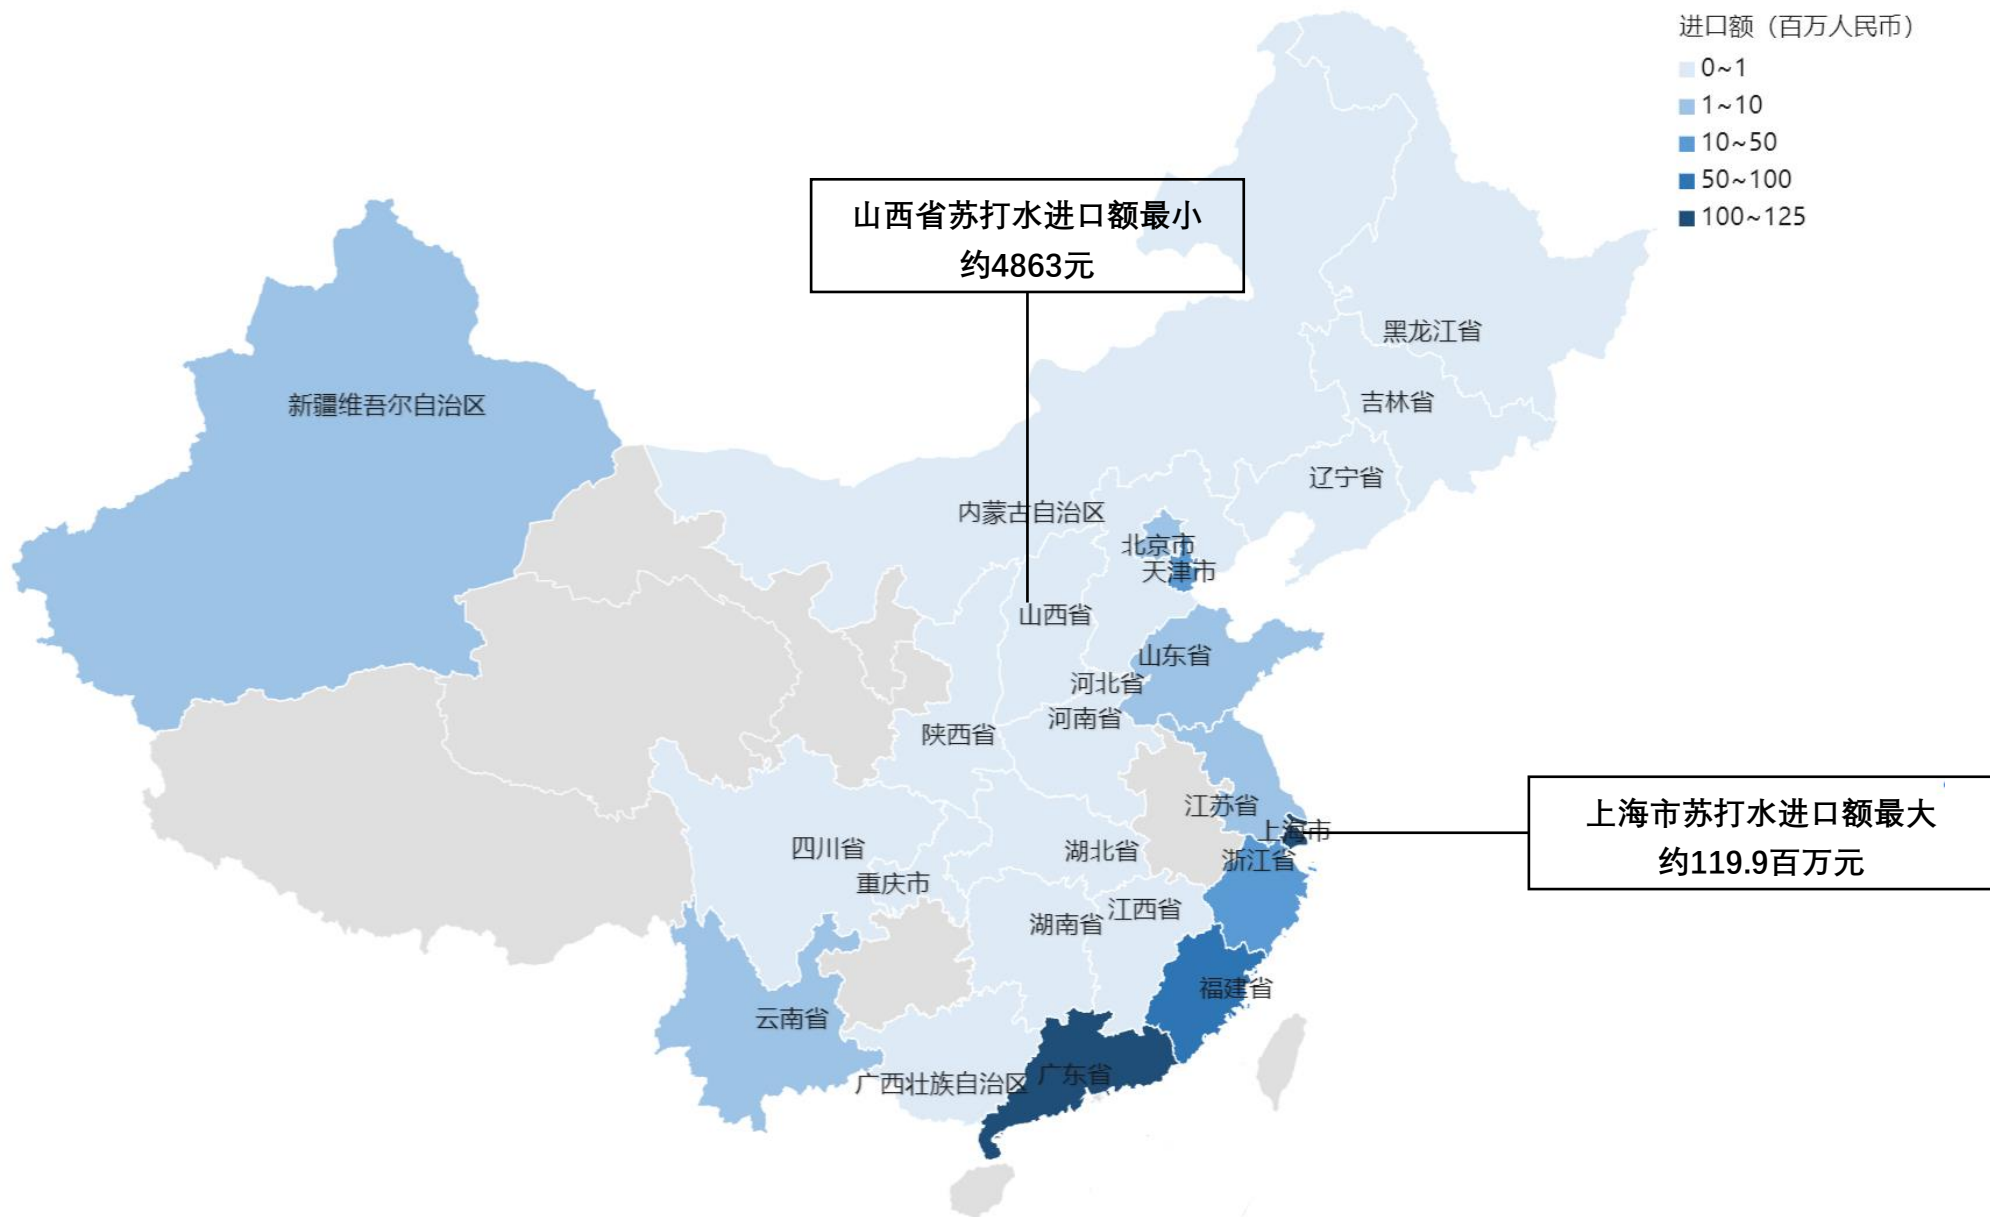 进口额（百万人民币）
0~1
1~10
10~50
50~100
100~125
山西省苏打水进口额最小
约4863元
黑龙江省
新疆维吾尔自治区
吉林省
辽宁省
内蒙古自治区
北京市
天津市
山西省
山东省
河北省
河南省
陕西省
江苏省
上海市
上海市苏打水进口额最大
约119.9百万元
四川省
湖北省
浙江省
重庆市
江西省
湖南省
福建省
云南省
广东省
广西壮族自治区